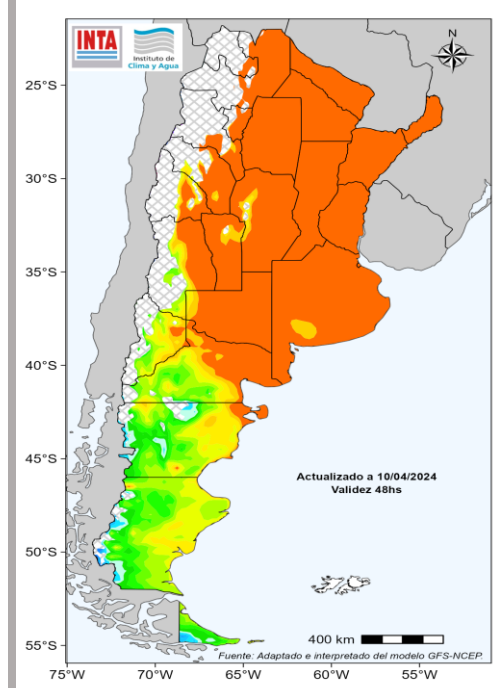 INTA
Instituto de
Clima y Agua
N
25°S
30°S
35°S
40°S
45°S
50°S
55°S
Actualizado a 10/04/2024
Validez 48hs
400 km
Fuente: Adaptado e interpretado del modelo GFS-NCEP.
75°W
70°W
65°W
60°W
55°W